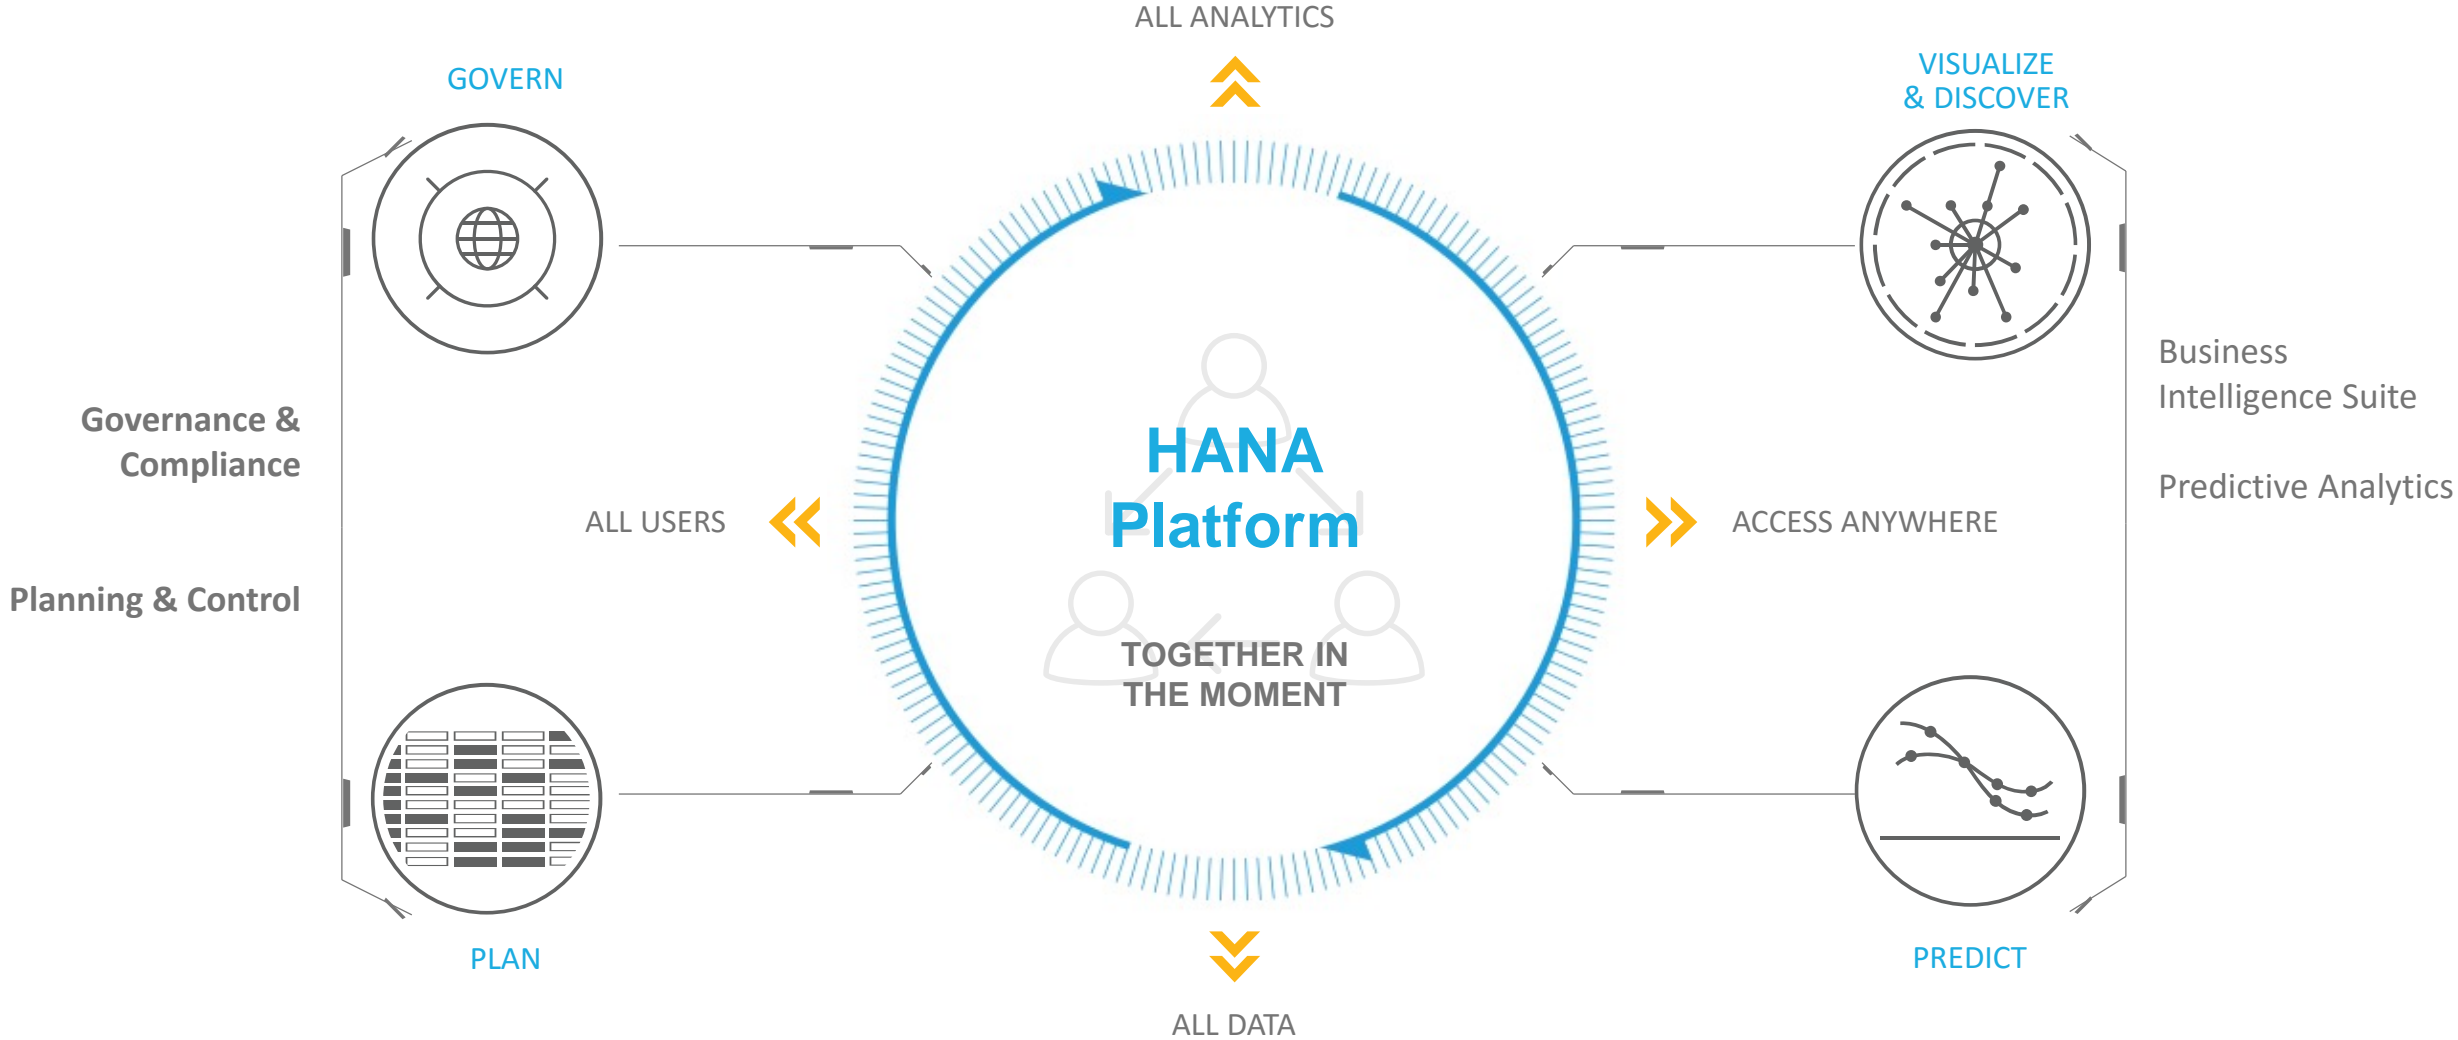 ALL ANALYTICS
GOVERN
VISUALIZE
& DISCOVER
Governance &
Compliance
Planning & Control
ALL USERS
HANA
Platform
TOGETHER IN
THE MOMENT
ACCESS ANYWHERE
Business
Intelligence Suite
Predictive Analytics
PLAN
PREDICT
ALL DATA